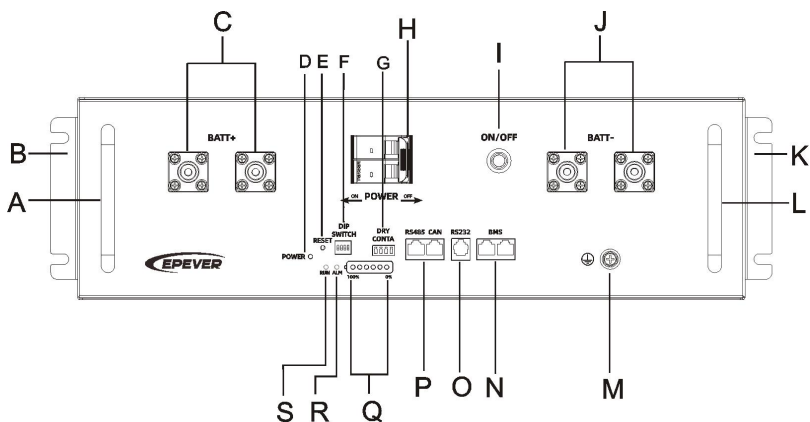 C D E F G H I J
B BATT+ ON/OFF BATT- K
A L
ON POWER OFF
DIP SWITCH
DRY CONTA
RESET
RS485 CAN RS232 BMS
POWER
EPEVER
RUN ALM 100% 0%
S R Q P O N M